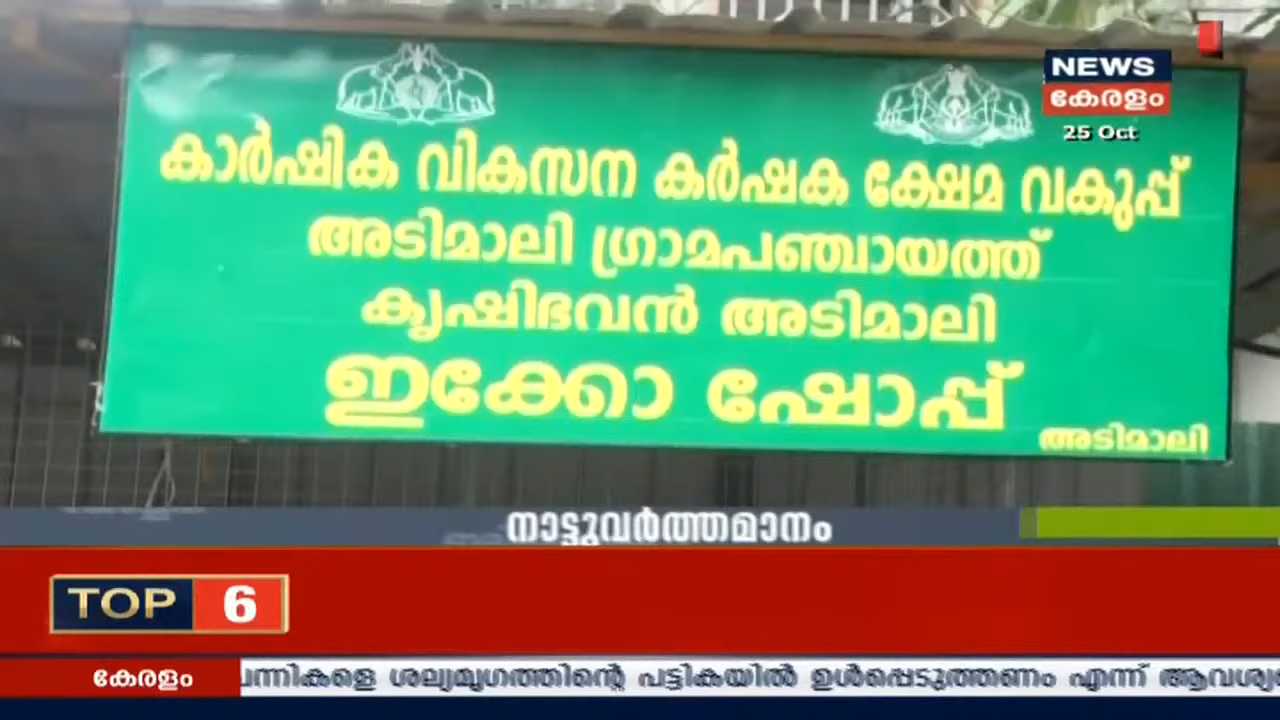 NEWS
കേരളം
25 Oct
കാർഷിക വികസന കർഷക ക്ഷേമ വകുപ്പ്
അടിമാലി ഗ്രാമപഞ്ചായത്ത്
കൃഷിഭവൻ അടിമാലി
ഇക്കോ ഷോപ്പ്
അടിമാലി
നാട്ടുവർത്തമാനം
TOP 6
കേരളം
ശല്യമൃഗത്തിന്റെ പട്ടികയിൽ ഉൾപ്പെടുത്തണം എന്ന്